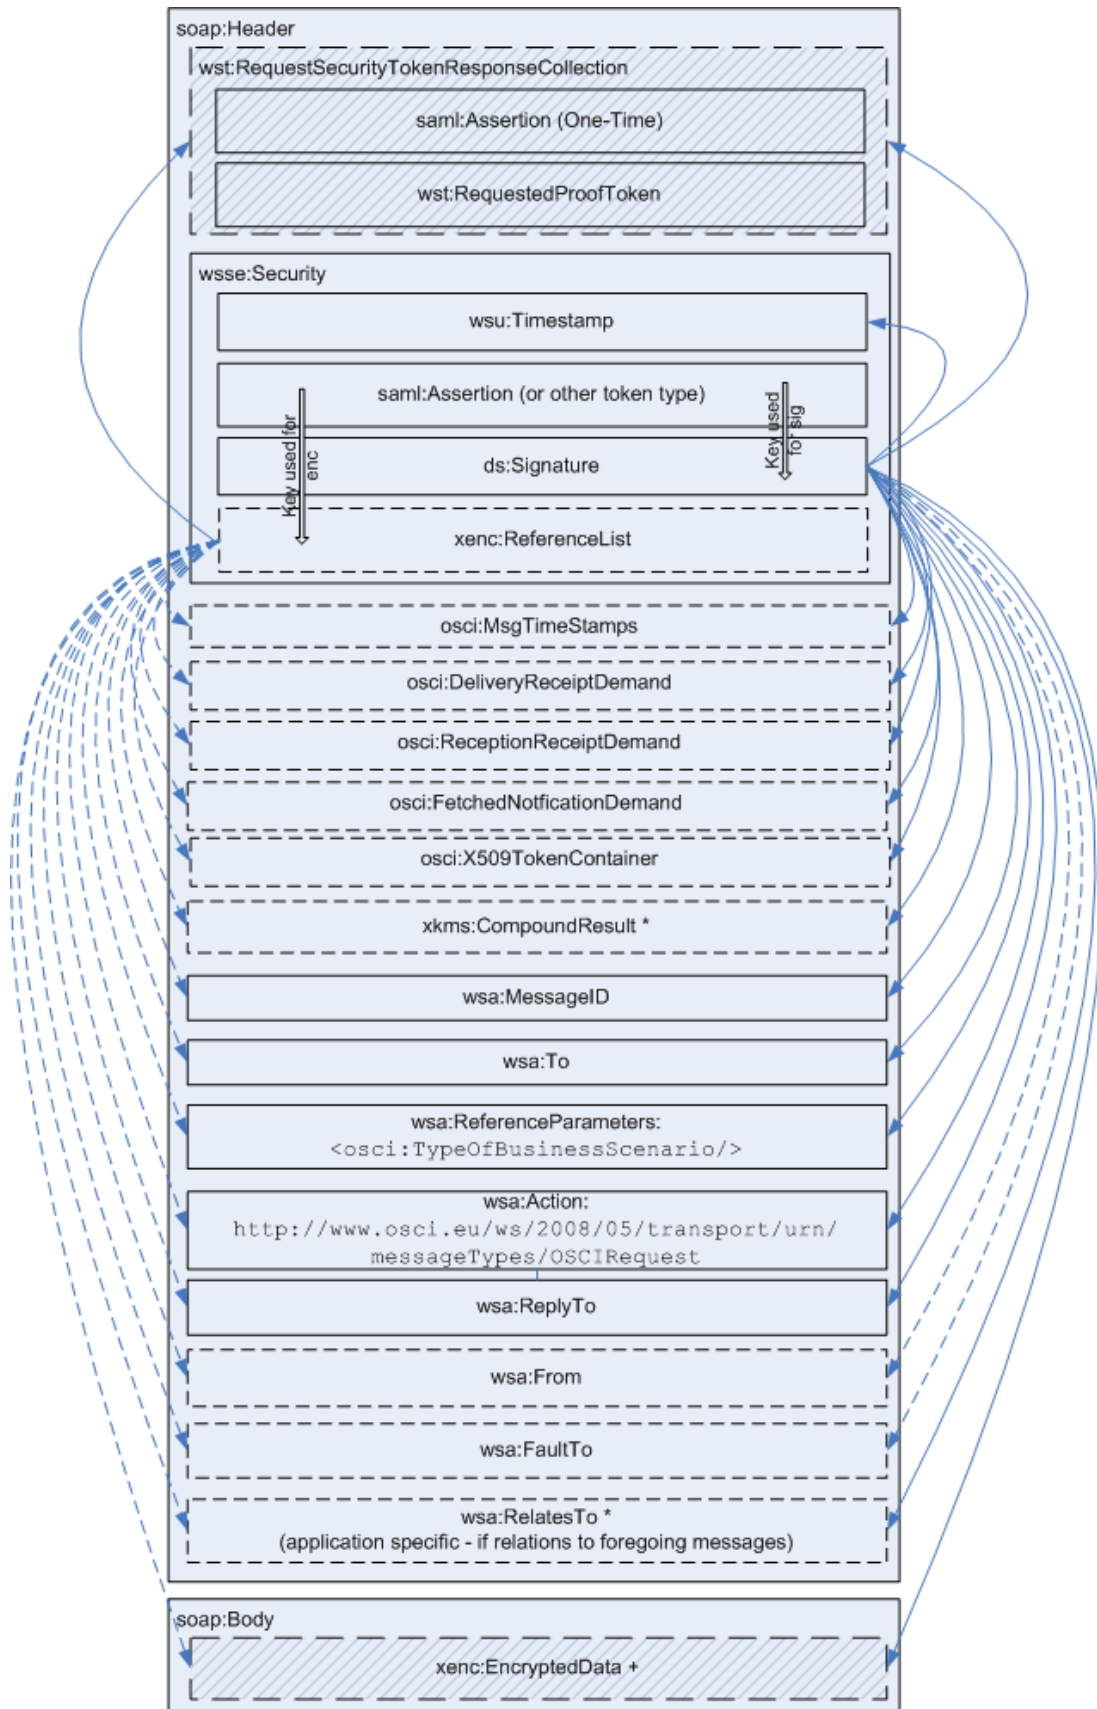 soap:Header
wst:RequestSecurityTokenResponseCollection
saml:Assertion (One-Time)
wst:RequestedProofToken
wsse:Security
wsu:Timestamp
saml:Assertion (or other token type)
Key used for
enc
Key used
for sig
ds:Signature
xenc:ReferenceList
osci:MsgTimeStamps
osci:DeliveryReceiptDemand
osci:ReceptionReceiptDemand
osci:FetchedNotficationDemand
osci:X509TokenContainer
xkms:CompoundResult *
wsa:MessageID
wsa:To
wsa:ReferenceParameters:
<osci:TypeOfBusinessScenario/>
wsa:Action:
http://www.osci.eu/ws/2008/05/transport/urn/
messageTypes/OSCIRequest
wsa:ReplyTo
wsa:From
wsa:FaultTo
wsa:RelatesTo *
(application specific - if relations to foregoing messages)
soap:Body
xenc:EncryptedData +